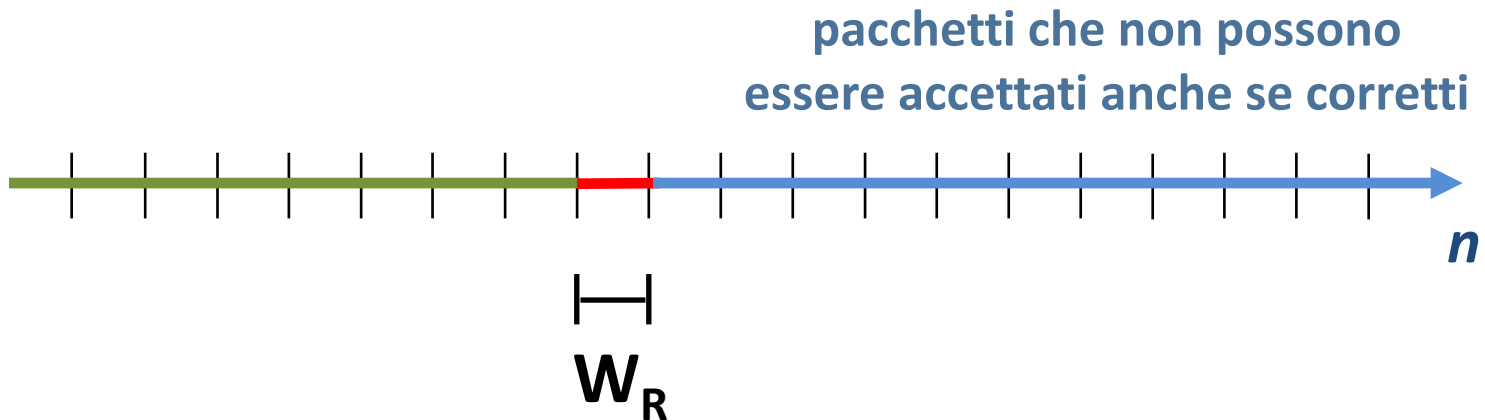 pacchetti che non possono
essere accettati anche se corretti
n
WR